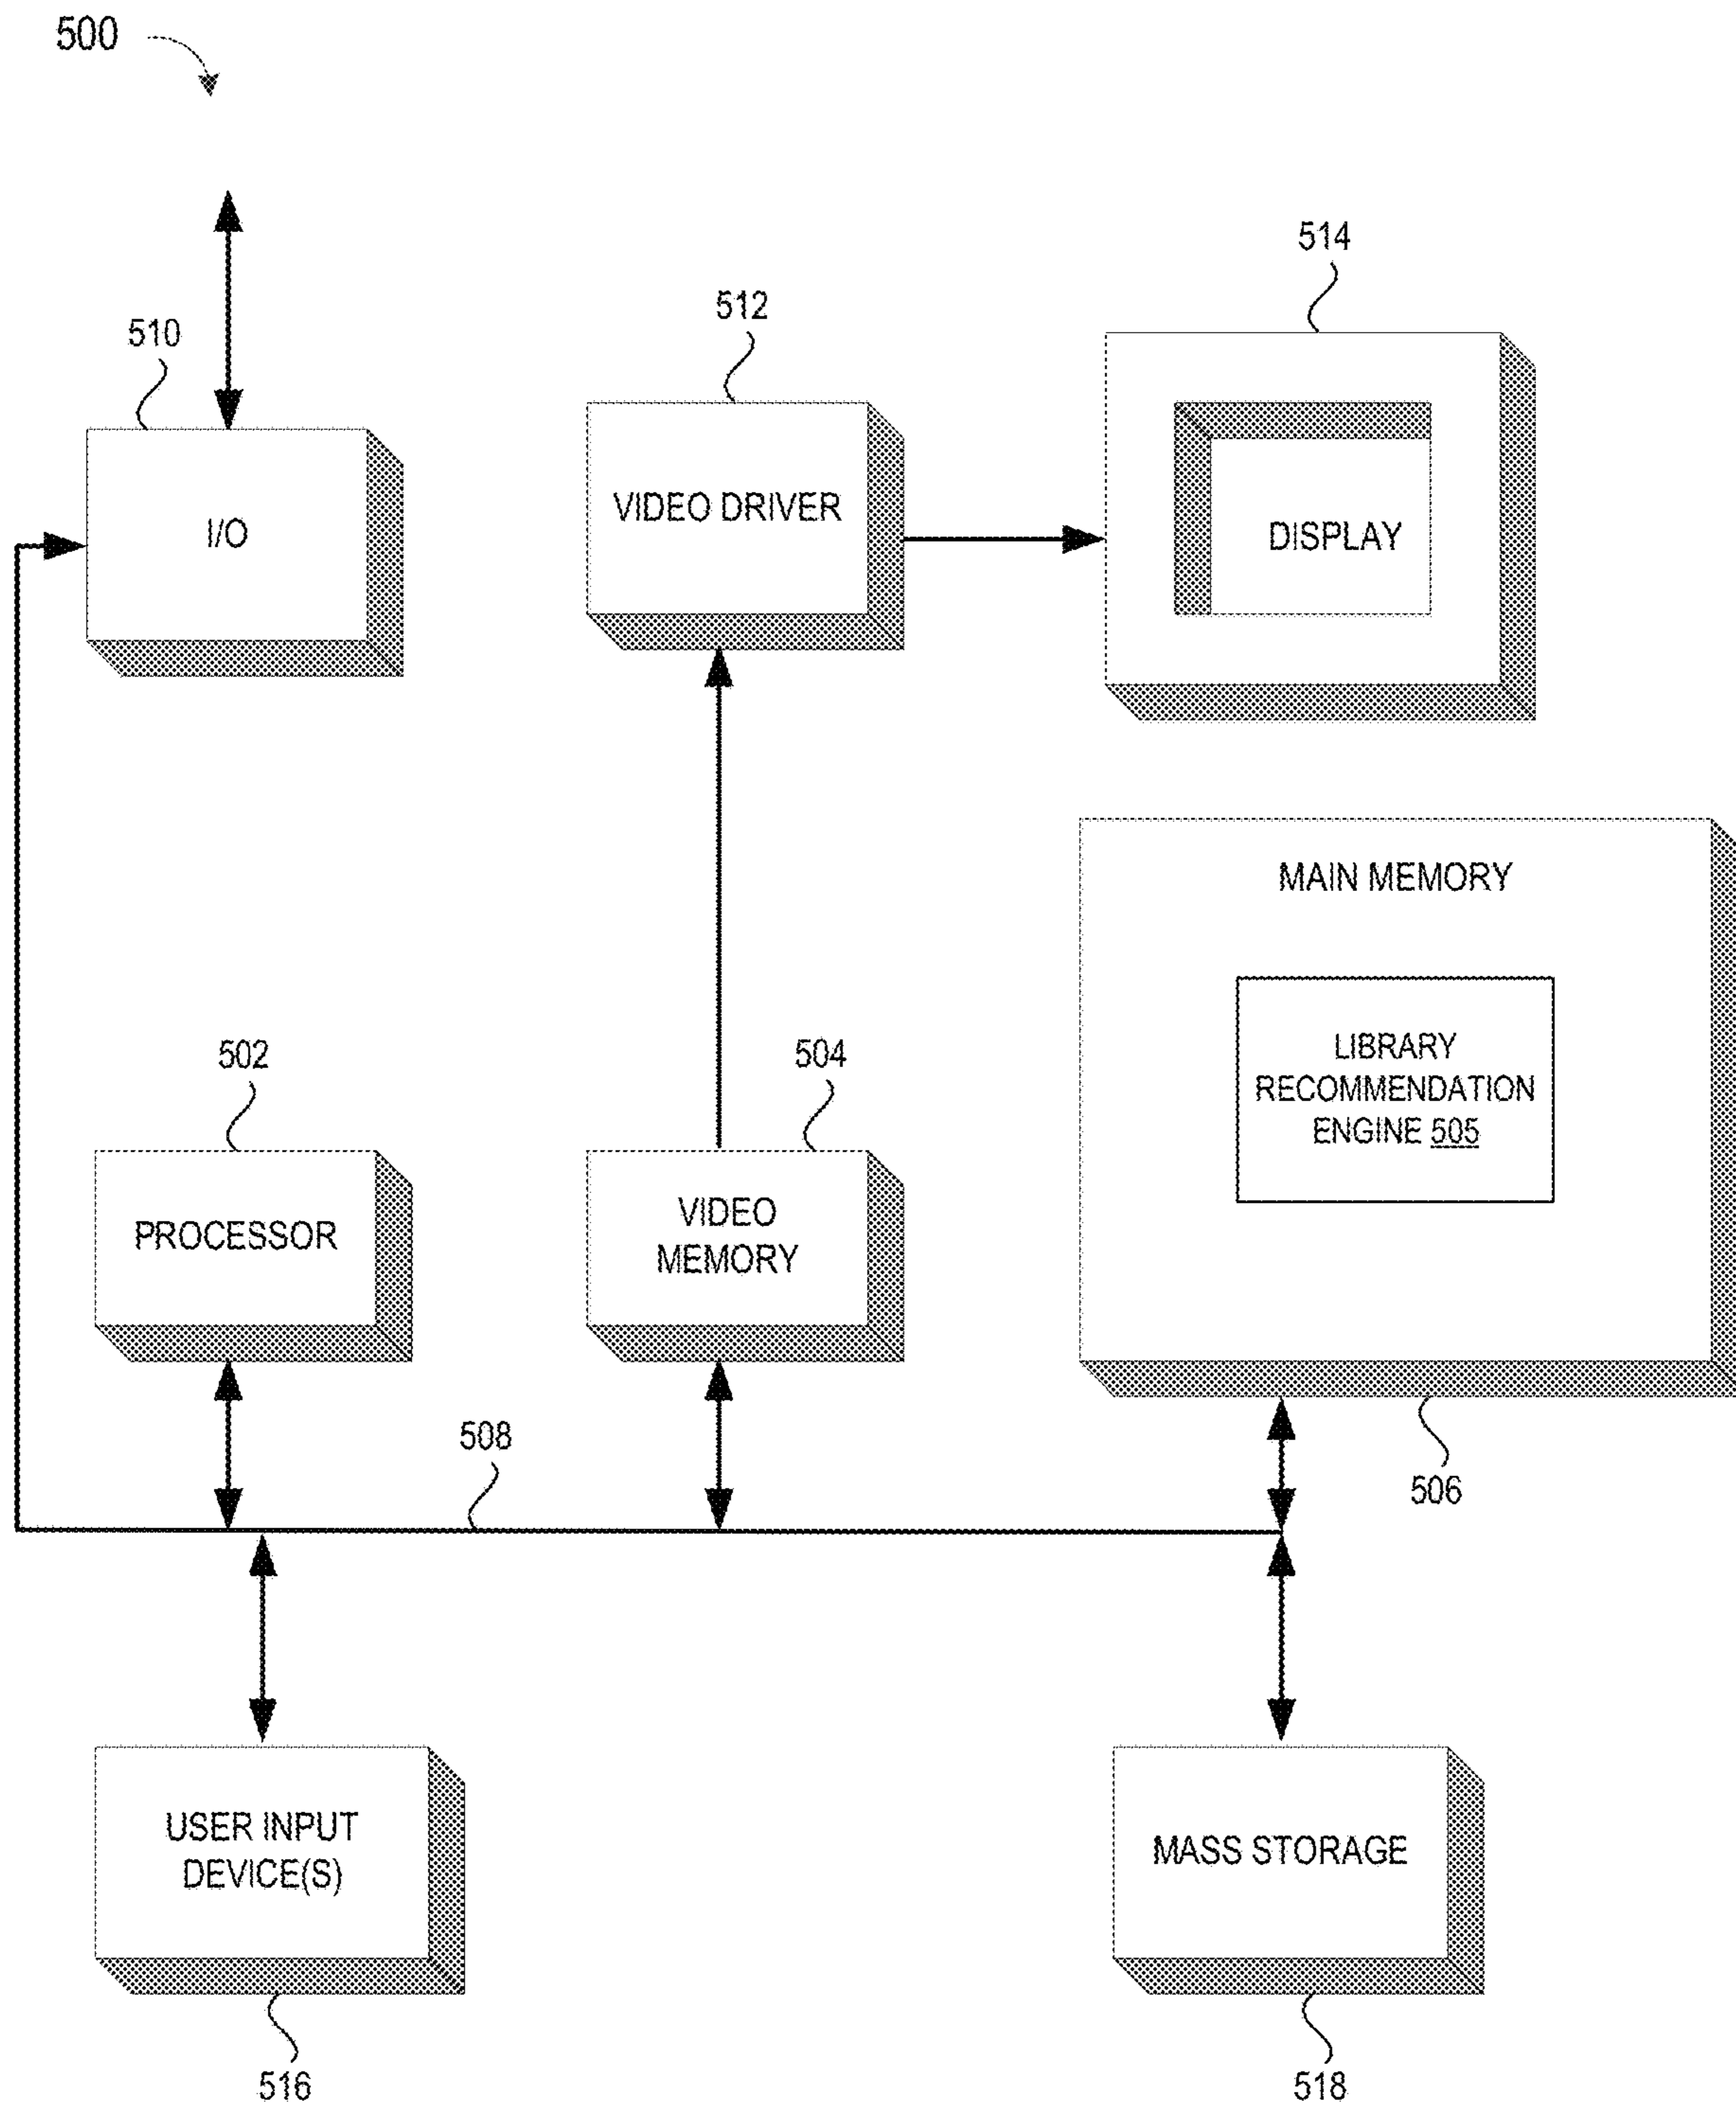 500
514
512
510
VIDEO DRIVER
I/O
DISPLAY
MAIN MEMORY
LIBRARY
RECOMMENDATION
ENGINE 505
502
504
PROCESSOR
VIDEO
MEMORY
508
506
USER INPUT
DEVICE(S)
MASS STORAGE
516
518